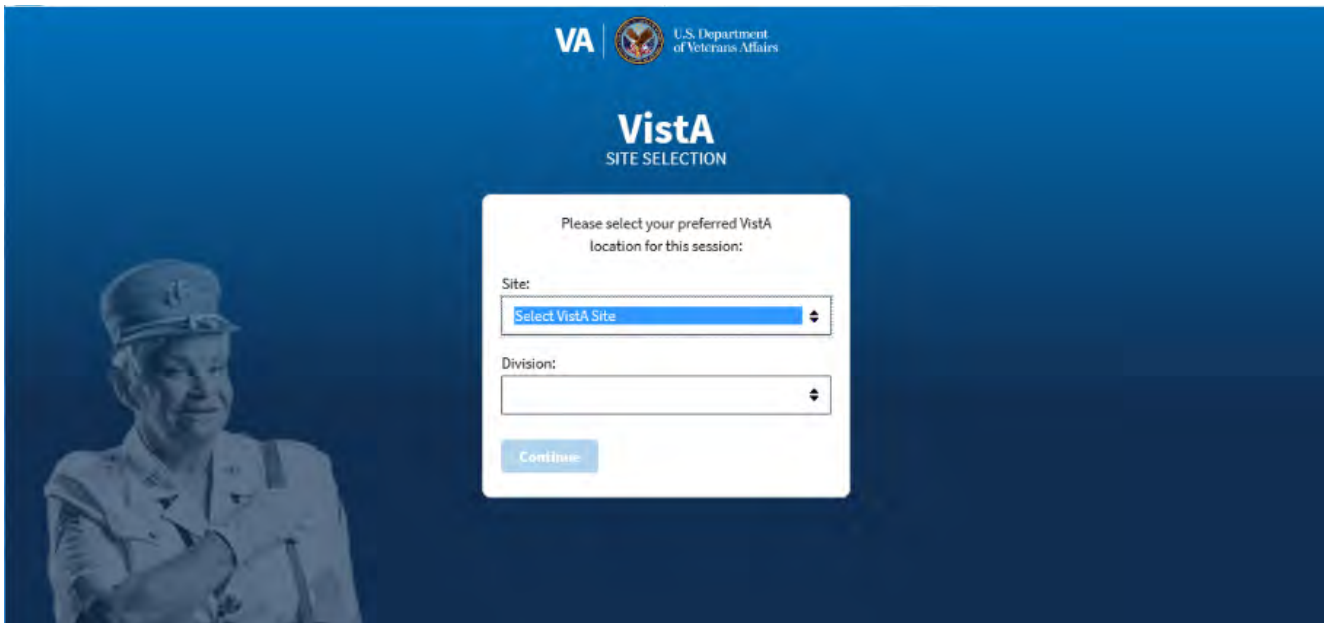 VA
U.S. Department
of Veterans Affairs
VistA
SITE SELECTION
Please select your preferred VistA
location for this session:
Site:
Select VistA Site
Division:
Continue